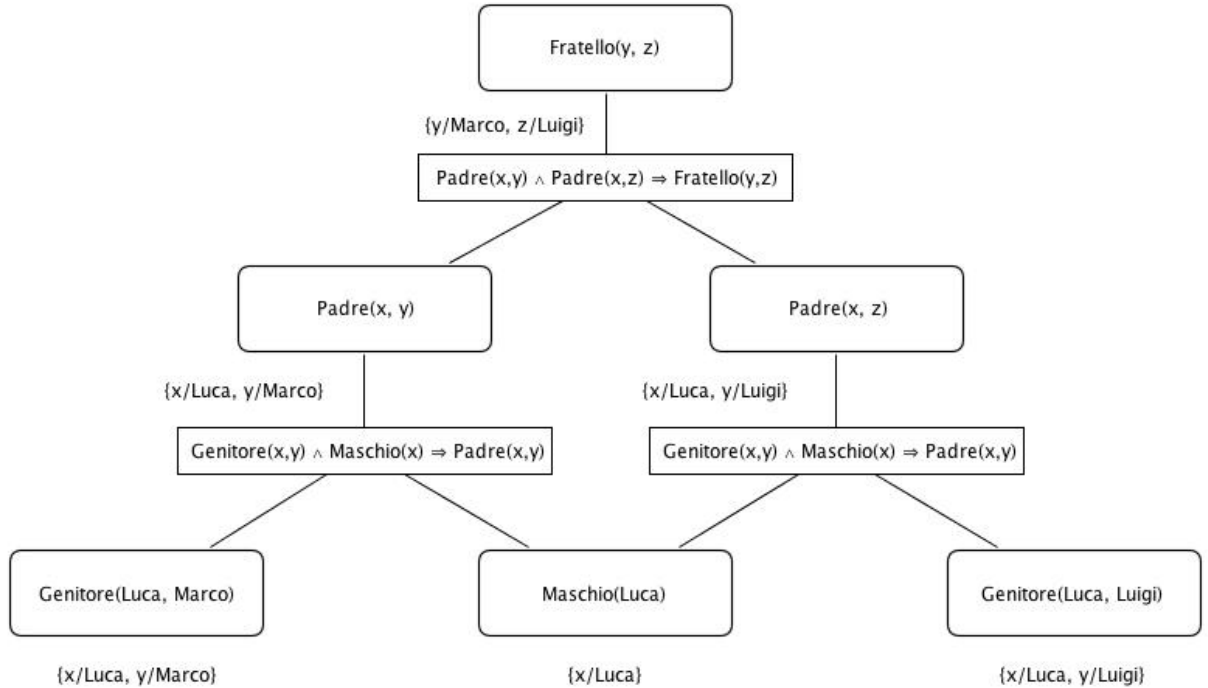 Fratello(y, z)
{y/Marco, z/Luigi}
Padre(x,y) ∧ Padre(x,z) ⇒ Fratello(y,z)
Padre(x, y)
Padre(x, z)
{x/Luca, y/Marco}
{x/Luca, y/Luigi}
Genitore(x,y) ∧ Maschio(x) ⇒ Padre(x,y)
Genitore(x,y) ∧ Maschio(x) ⇒ Padre(x,y)
Genitore(Luca, Marco)
Maschio(Luca)
Genitore(Luca, Luigi)
{x/Luca, y/Marco}
{x/Luca}
{x/Luca, y/Luigi}